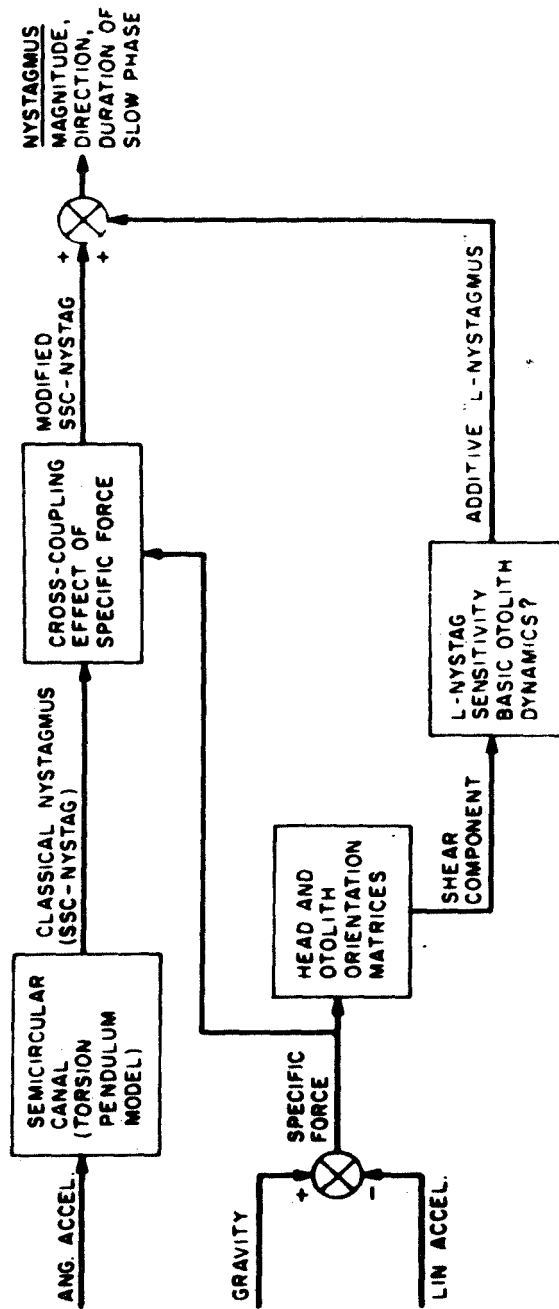 ANG. ACCEL.
SEMICIRCULAR
CANAL
(TORSION
PENDULUM
MODEL)
CLASSICAL NYSTAGMUS
(SSC-NYSTAG)
CROSS-COUPLING
EFFECT OF
SPECIFIC FORCE
MODIFIED
SSC-NYSTAG
+
+
NYSTAGMUS
MAGNITUDE,
DIRECTION,
DURATION OF
SLOW PHASE
GRAVITY
+
-
LIN ACCEL.
SPECIFIC
FORCE
HEAD AND
OTOLITH
ORIENTATION
MATRICES
SHEAR
COMPONENT
L-NYSTAG
SENSITIVITY
BASIC OTOLITH
DYNAMICS?
ADDITIVE "L-NYSTAGMUS"